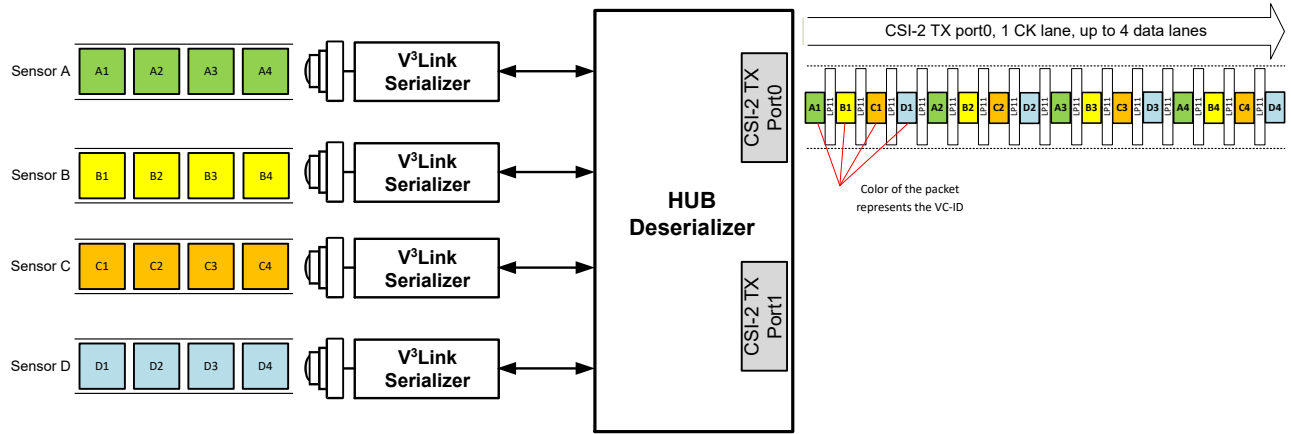 Sensor A
A1 A2 A3 A4
V³Link
Serializer
Sensor B
B1 B2 B3 B4
V³Link
Serializer
Sensor C
C1 C2 C3 C4
V³Link
Serializer
Sensor D
D1 D2 D3 D4
V³Link
Serializer
HUB
Deserializer
CSI-2 TX
Port0
CSI-2 TX
Port1
CSI-2 TX port0, 1 CK lane, up to 4 data lanes
A1 LP11 B1 LP11 C1 LP11 D1 LP11 A2 LP11 B2 LP11 C2 LP11 D2 LP11 A3 LP11 B3 LP11 C3 LP11 D3 LP11 A4 LP11 B4 LP11 C4 LP11 D4
Color of the packet
represents the VC-ID